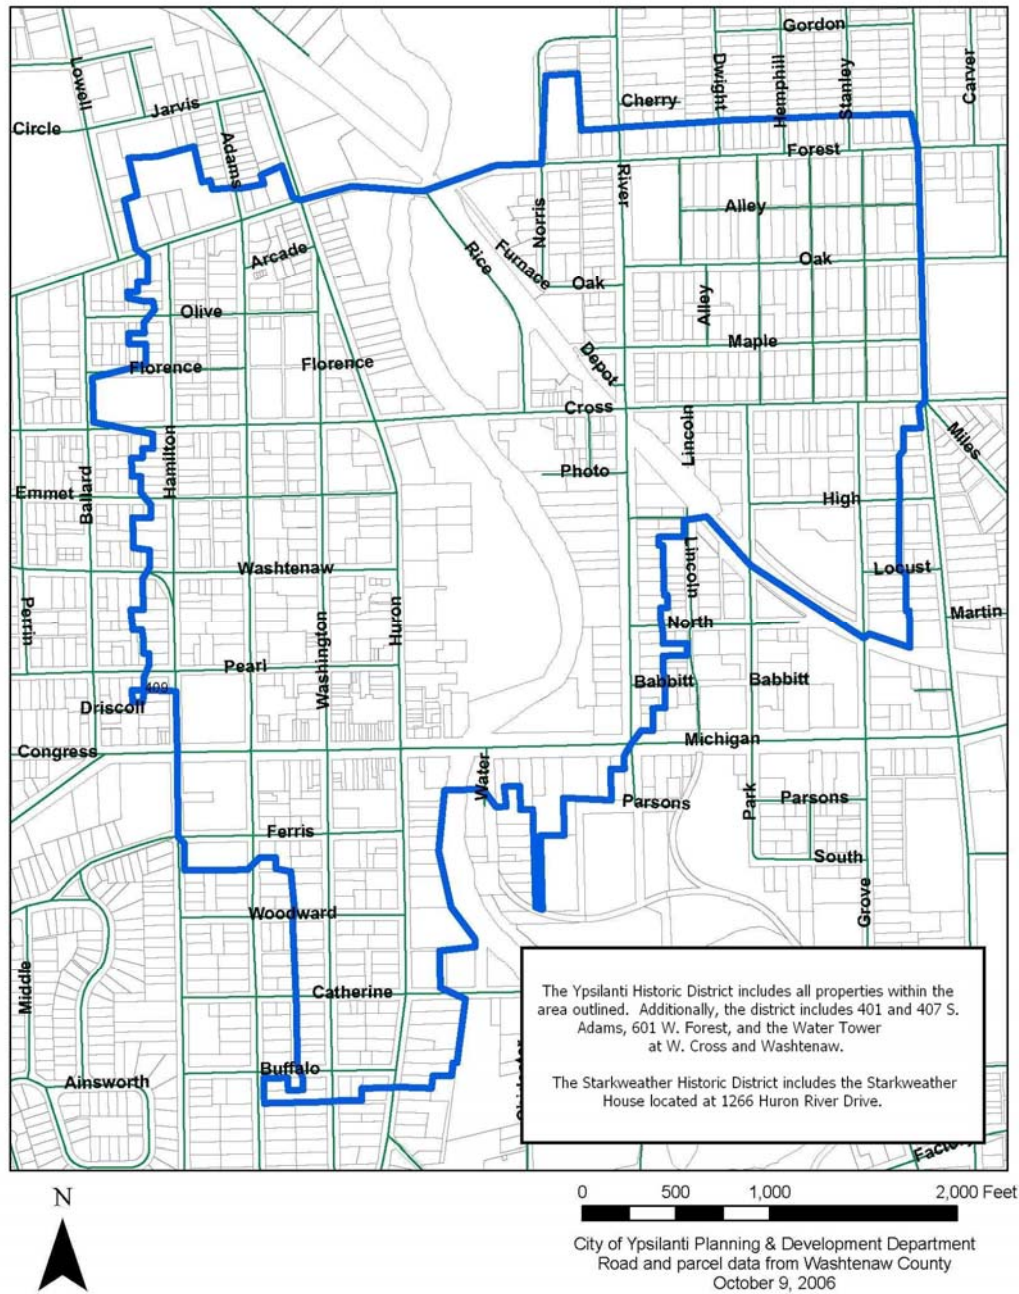 Gordon
Lowell
Dwight
Hemphill
Stanley
Carver
Jarvis
Cherry
Circle
Adams
Forest
River
Norris
Alley
Arcade
Rice
Furnace
Oak
Oak
Olive
Alley
Maple
Florence
Florence
Depot
Cross
Lincoln
Miles
Hamilton
Photo
Emmet
Ballard
High
Washtenaw
Lincoln
Locust
Perrin
Washington
Huron
North
Martin
Pearl
409
Babbitt
Babbitt
Driscoll
Congress
Michigan
Water
Park
Parsons
Parsons
Ferris
South
Grove
Woodward
Middle
Catherine
Buffalo
Ainsworth
The Ypsilanti Historic District includes all properties within the
area outlined. Additionally, the district includes 401 and 407 S.
Adams, 601 W. Forest, and the Water Tower
at W. Cross and Washtenaw.
The Starkweather Historic District includes the Starkweather
House located at 1266 Huron River Drive.
Factory
N
0 500 1,000 2,000 Feet
City of Ypsilanti Planning & Development Department
Road and parcel data from Washtenaw County
October 9, 2006